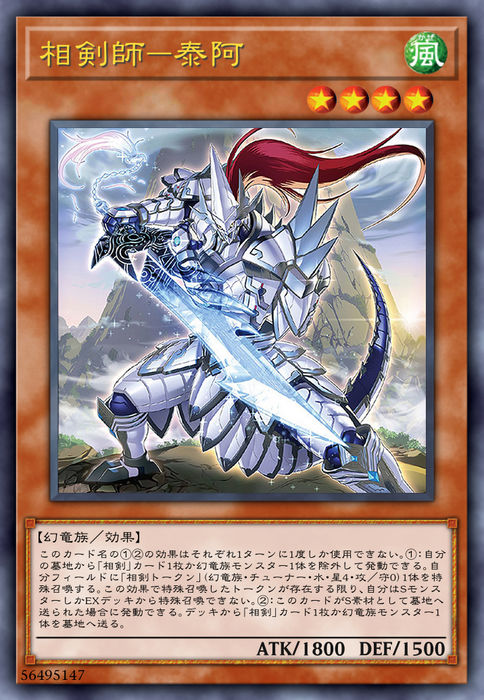 相剣師－泰阿
かぜ
風
【幻竜族／効果】
このカード名の①②の効果はそれぞれ1ターンに1度しか使用できない。①：自分
の墓地から「相剣」カード1枚か幻竜族モンスター1体を除外して発動できる。自
分フィールドに「相剣トークン」(幻竜族・チューナー・水・星4・攻／守0)1体を特
殊召喚する。この効果で特殊召喚したトークンが存在する限り、自分はSモンス
ターしかEXデッキから特殊召喚できない。②：このカードがS素材として墓地へ
送られた場合に発動できる。デッキから「相剣」カード1枚か幻竜族モンスター1
体を墓地へ送る。
ATK/1800 DEF/1500
56495147